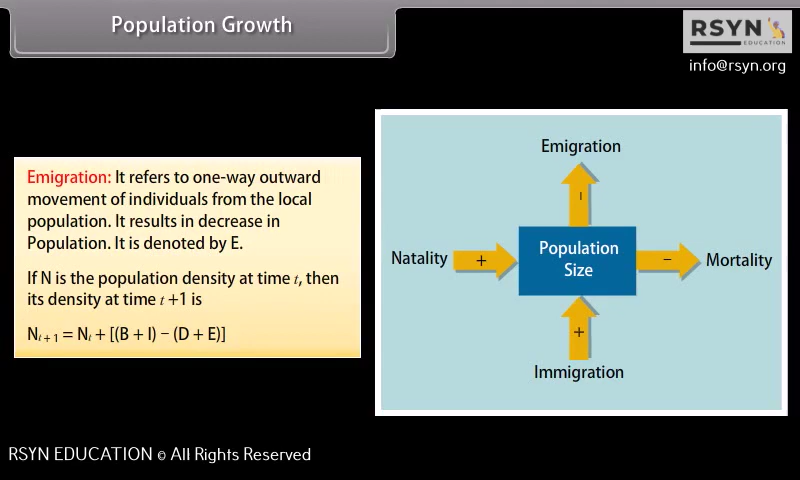 Population Growth
RSYN
EDUCATION
info@rsyn.org
Emigration: It refers to one-way outward
movement of individuals from the local
population. It results in decrease in
Population. It is denoted by E.
If N is the population density at time t, then
its density at time t +1 is
Nt + 1 = Nt + [(B + I) − (D + E)]
Emigration
−
Natality
+
Population
Size
−
Mortality
+
Immigration
RSYN EDUCATION © All Rights Reserved